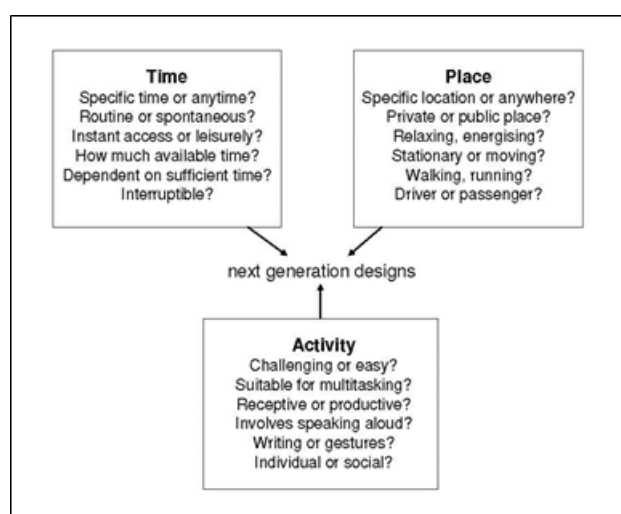 Time
Specific time or anytime?
Routine or spontaneous?
Instant access or leisurely?
How much available time?
Dependent on sufficient time?
Interruptible?
Place
Specific location or anywhere?
Private or public place?
Relaxing, energising?
Stationary or moving?
Walking, running?
Driver or passenger?
next generation designs
Activity
Challenging or easy?
Suitable for multitasking?
Receptive or productive?
Involves speaking aloud?
Writing or gestures?
Individual or social?